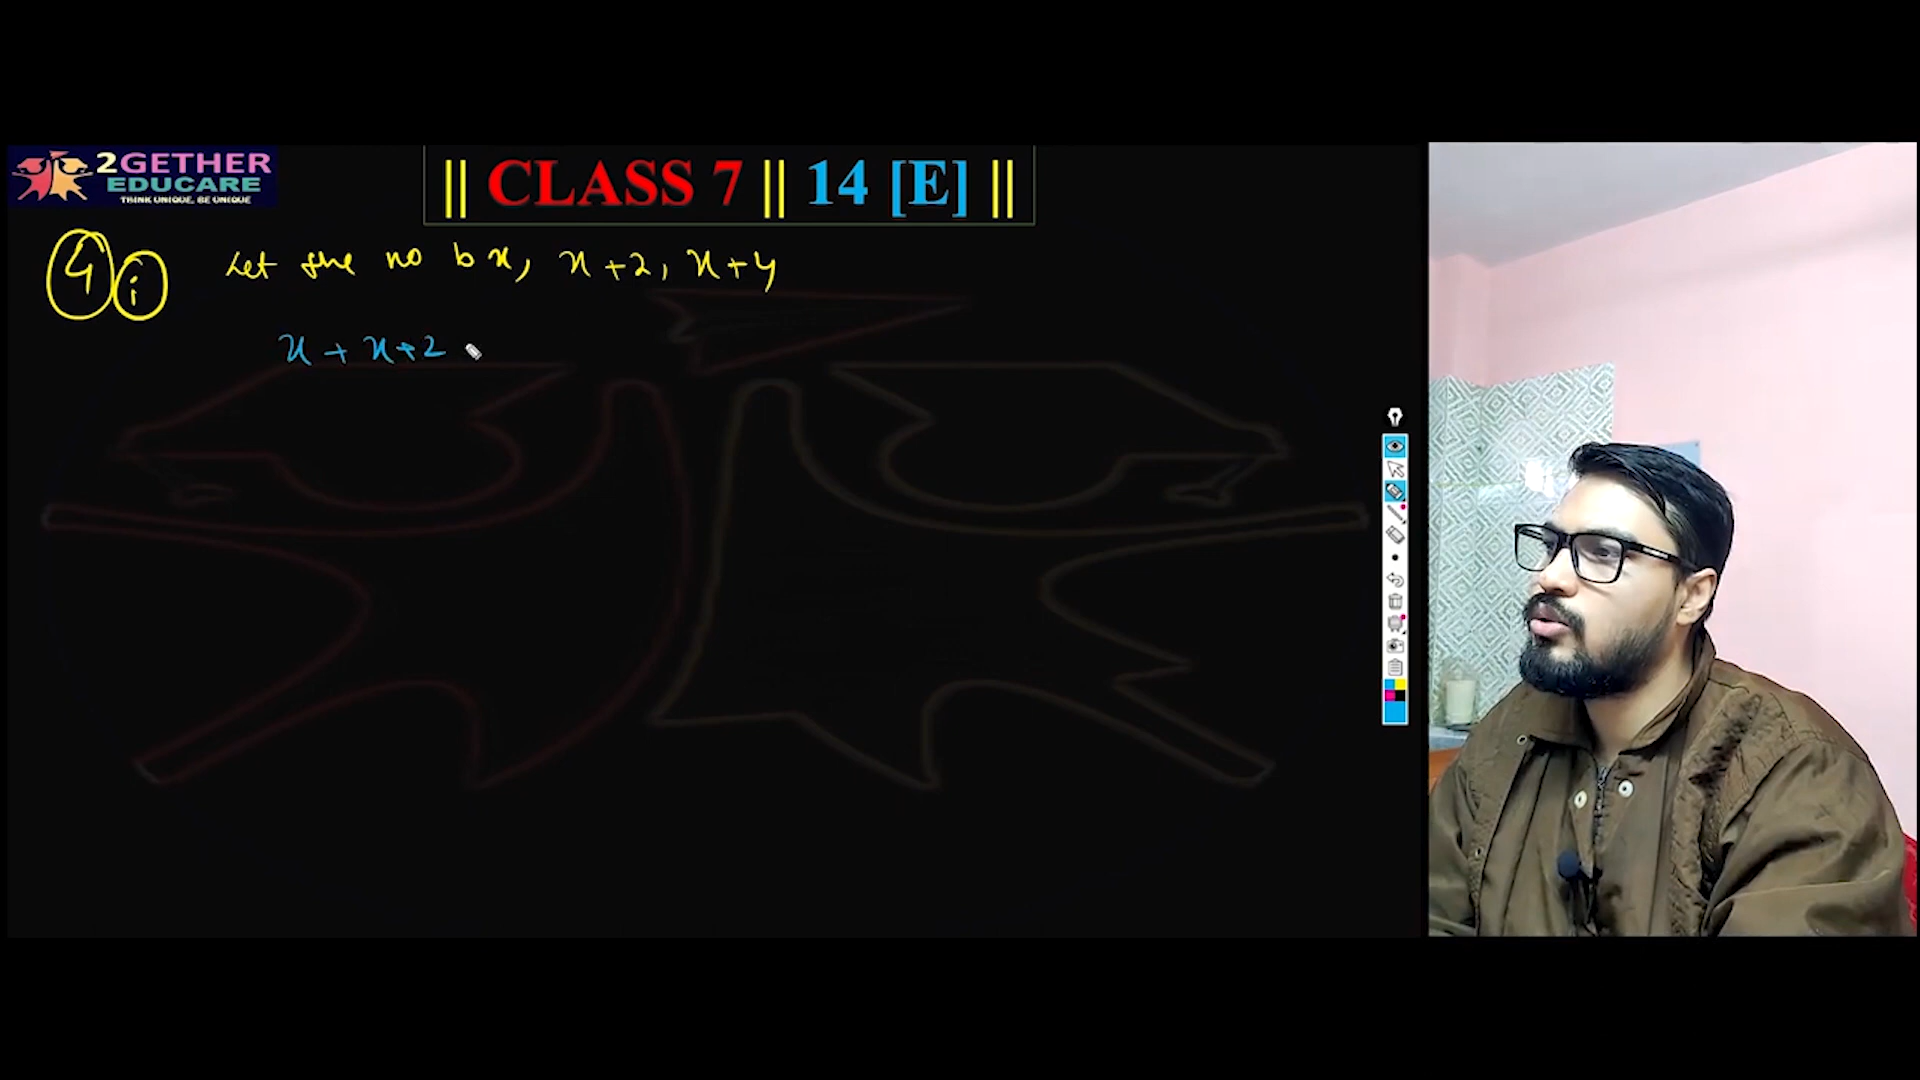 2GETHER
EDUCARE
THINK UNIQUE, BE UNIQUE
|| CLASS 7 || 14 [E] ||
4 i Let the no b x, x+2, x+4
x + x+2